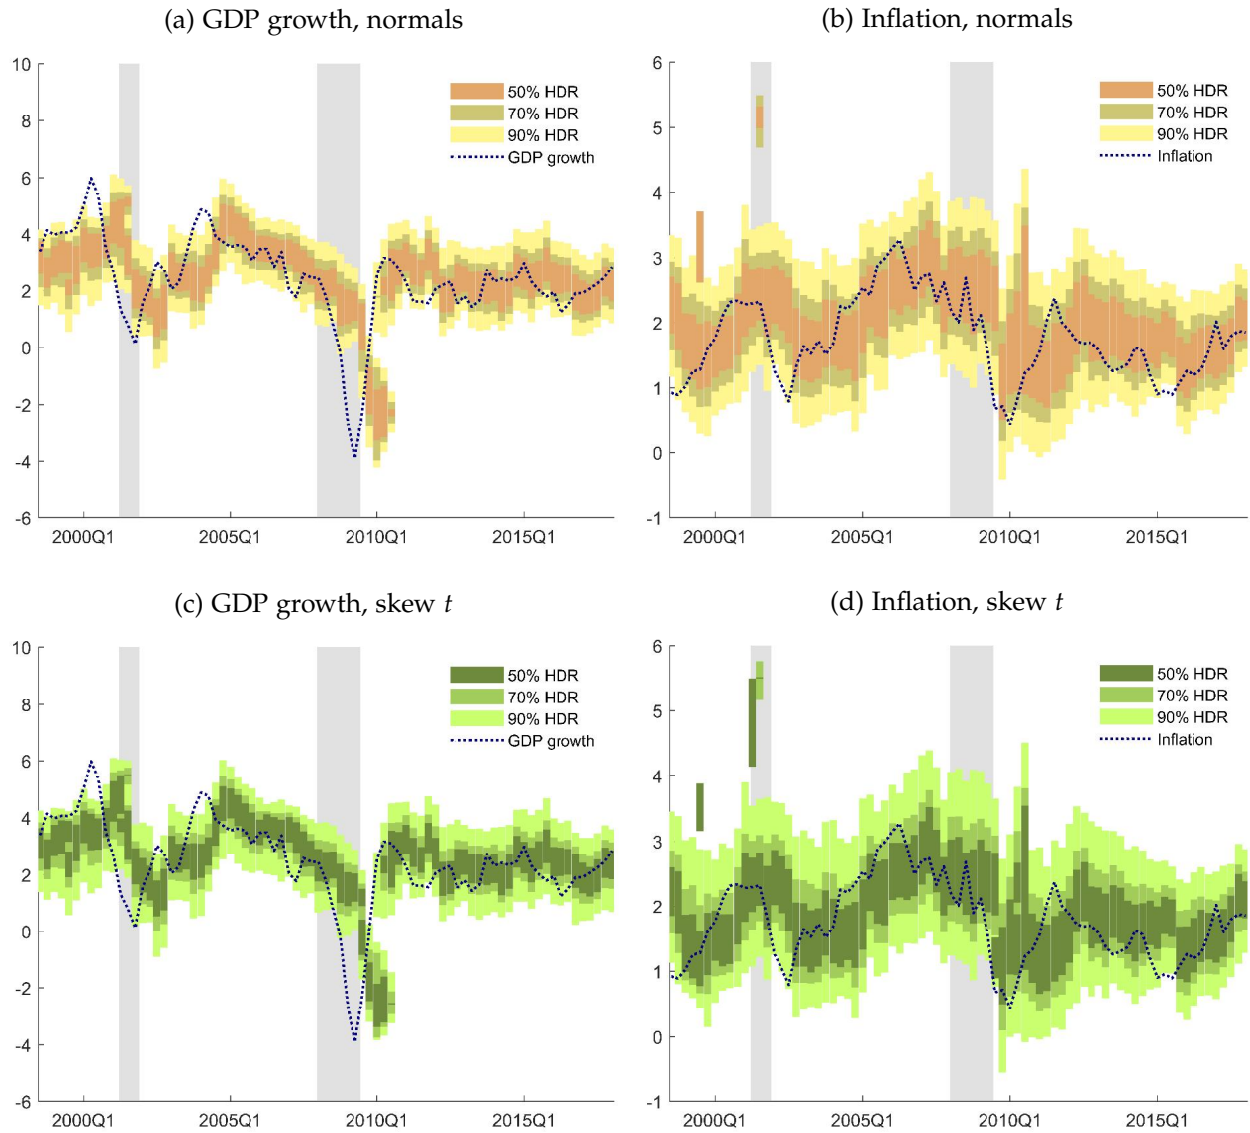 (a) GDP growth, normals
10
8
6
4
2
0
-2
-4
-6
2000Q1 2005Q1 2010Q1 2015Q1
50% HDR
70% HDR
90% HDR
GDP growth
(b) Inflation, normals
6
5
4
3
2
1
0
-1
2000Q1 2005Q1 2010Q1 2015Q1
50% HDR
70% HDR
90% HDR
Inflation
(c) GDP growth, skew t
10
8
6
4
2
0
-2
-4
-6
2000Q1 2005Q1 2010Q1 2015Q1
50% HDR
70% HDR
90% HDR
GDP growth
(d) Inflation, skew t
6
5
4
3
2
1
0
-1
2000Q1 2005Q1 2010Q1 2015Q1
50% HDR
70% HDR
90% HDR
Inflation